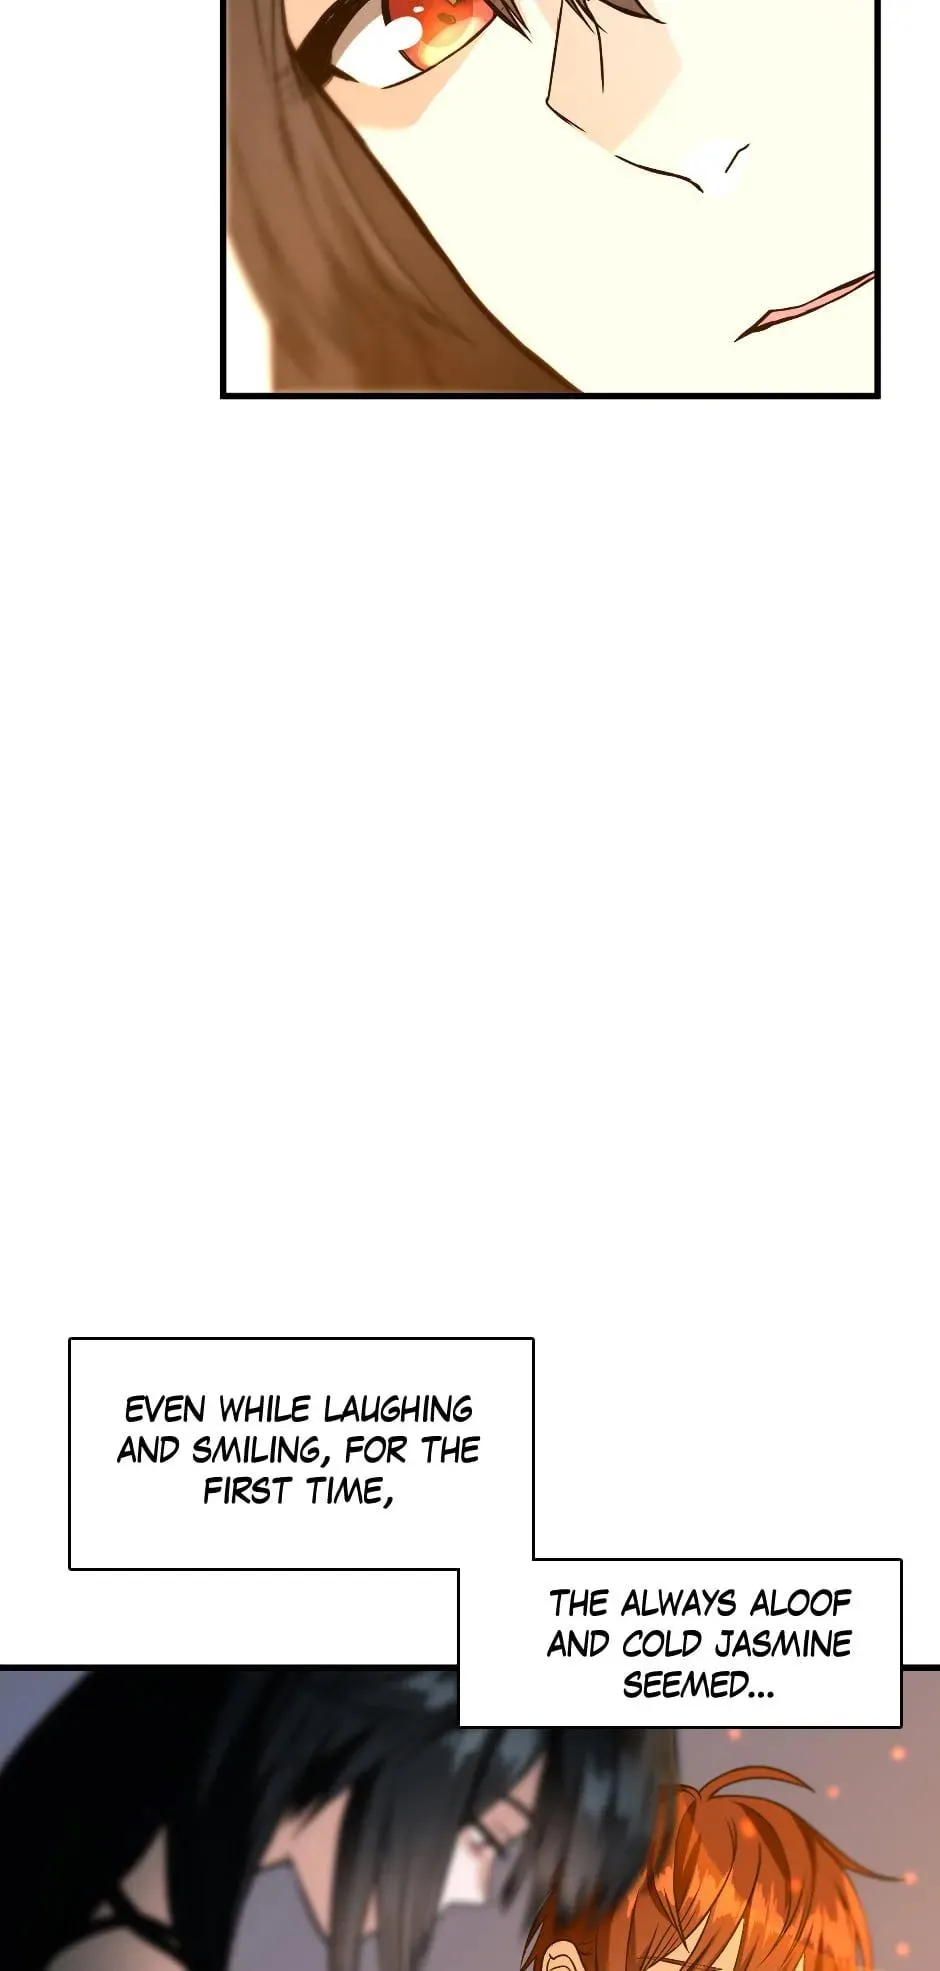 EVEN WHILE LAUGHING
AND SMILING, FOR THE
FIRST TIME,
THE ALWAYS ALOOF
AND COLD JASMINE
SEEMED...